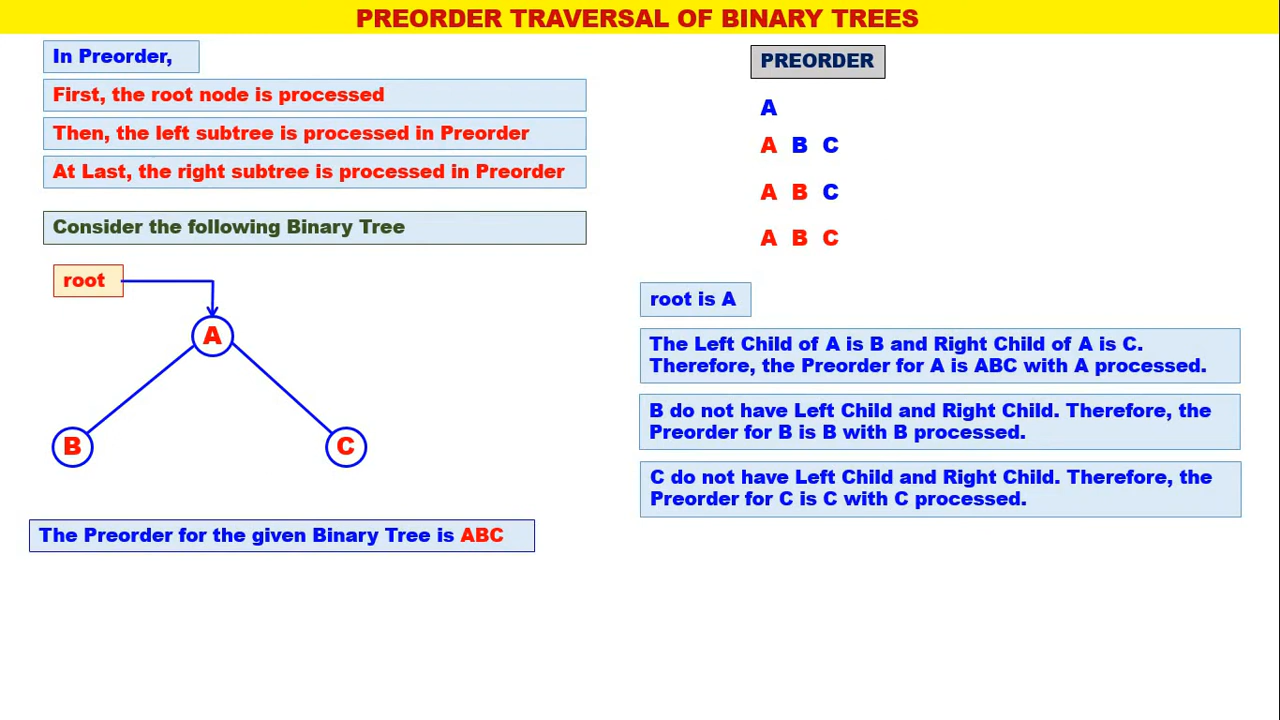 PREORDER TRAVERSAL OF BINARY TREES
In Preorder,
First, the root node is processed
Then, the left subtree is processed in Preorder
At Last, the right subtree is processed in Preorder
Consider the following Binary Tree
root
A
B
C
The Preorder for the given Binary Tree is ABC
PREORDER
A
A B C
A B C
A B C
root is A
The Left Child of A is B and Right Child of A is C.
Therefore, the Preorder for A is ABC with A processed.
B do not have Left Child and Right Child. Therefore, the
Preorder for B is B with B processed.
C do not have Left Child and Right Child. Therefore, the
Preorder for C is C with C processed.